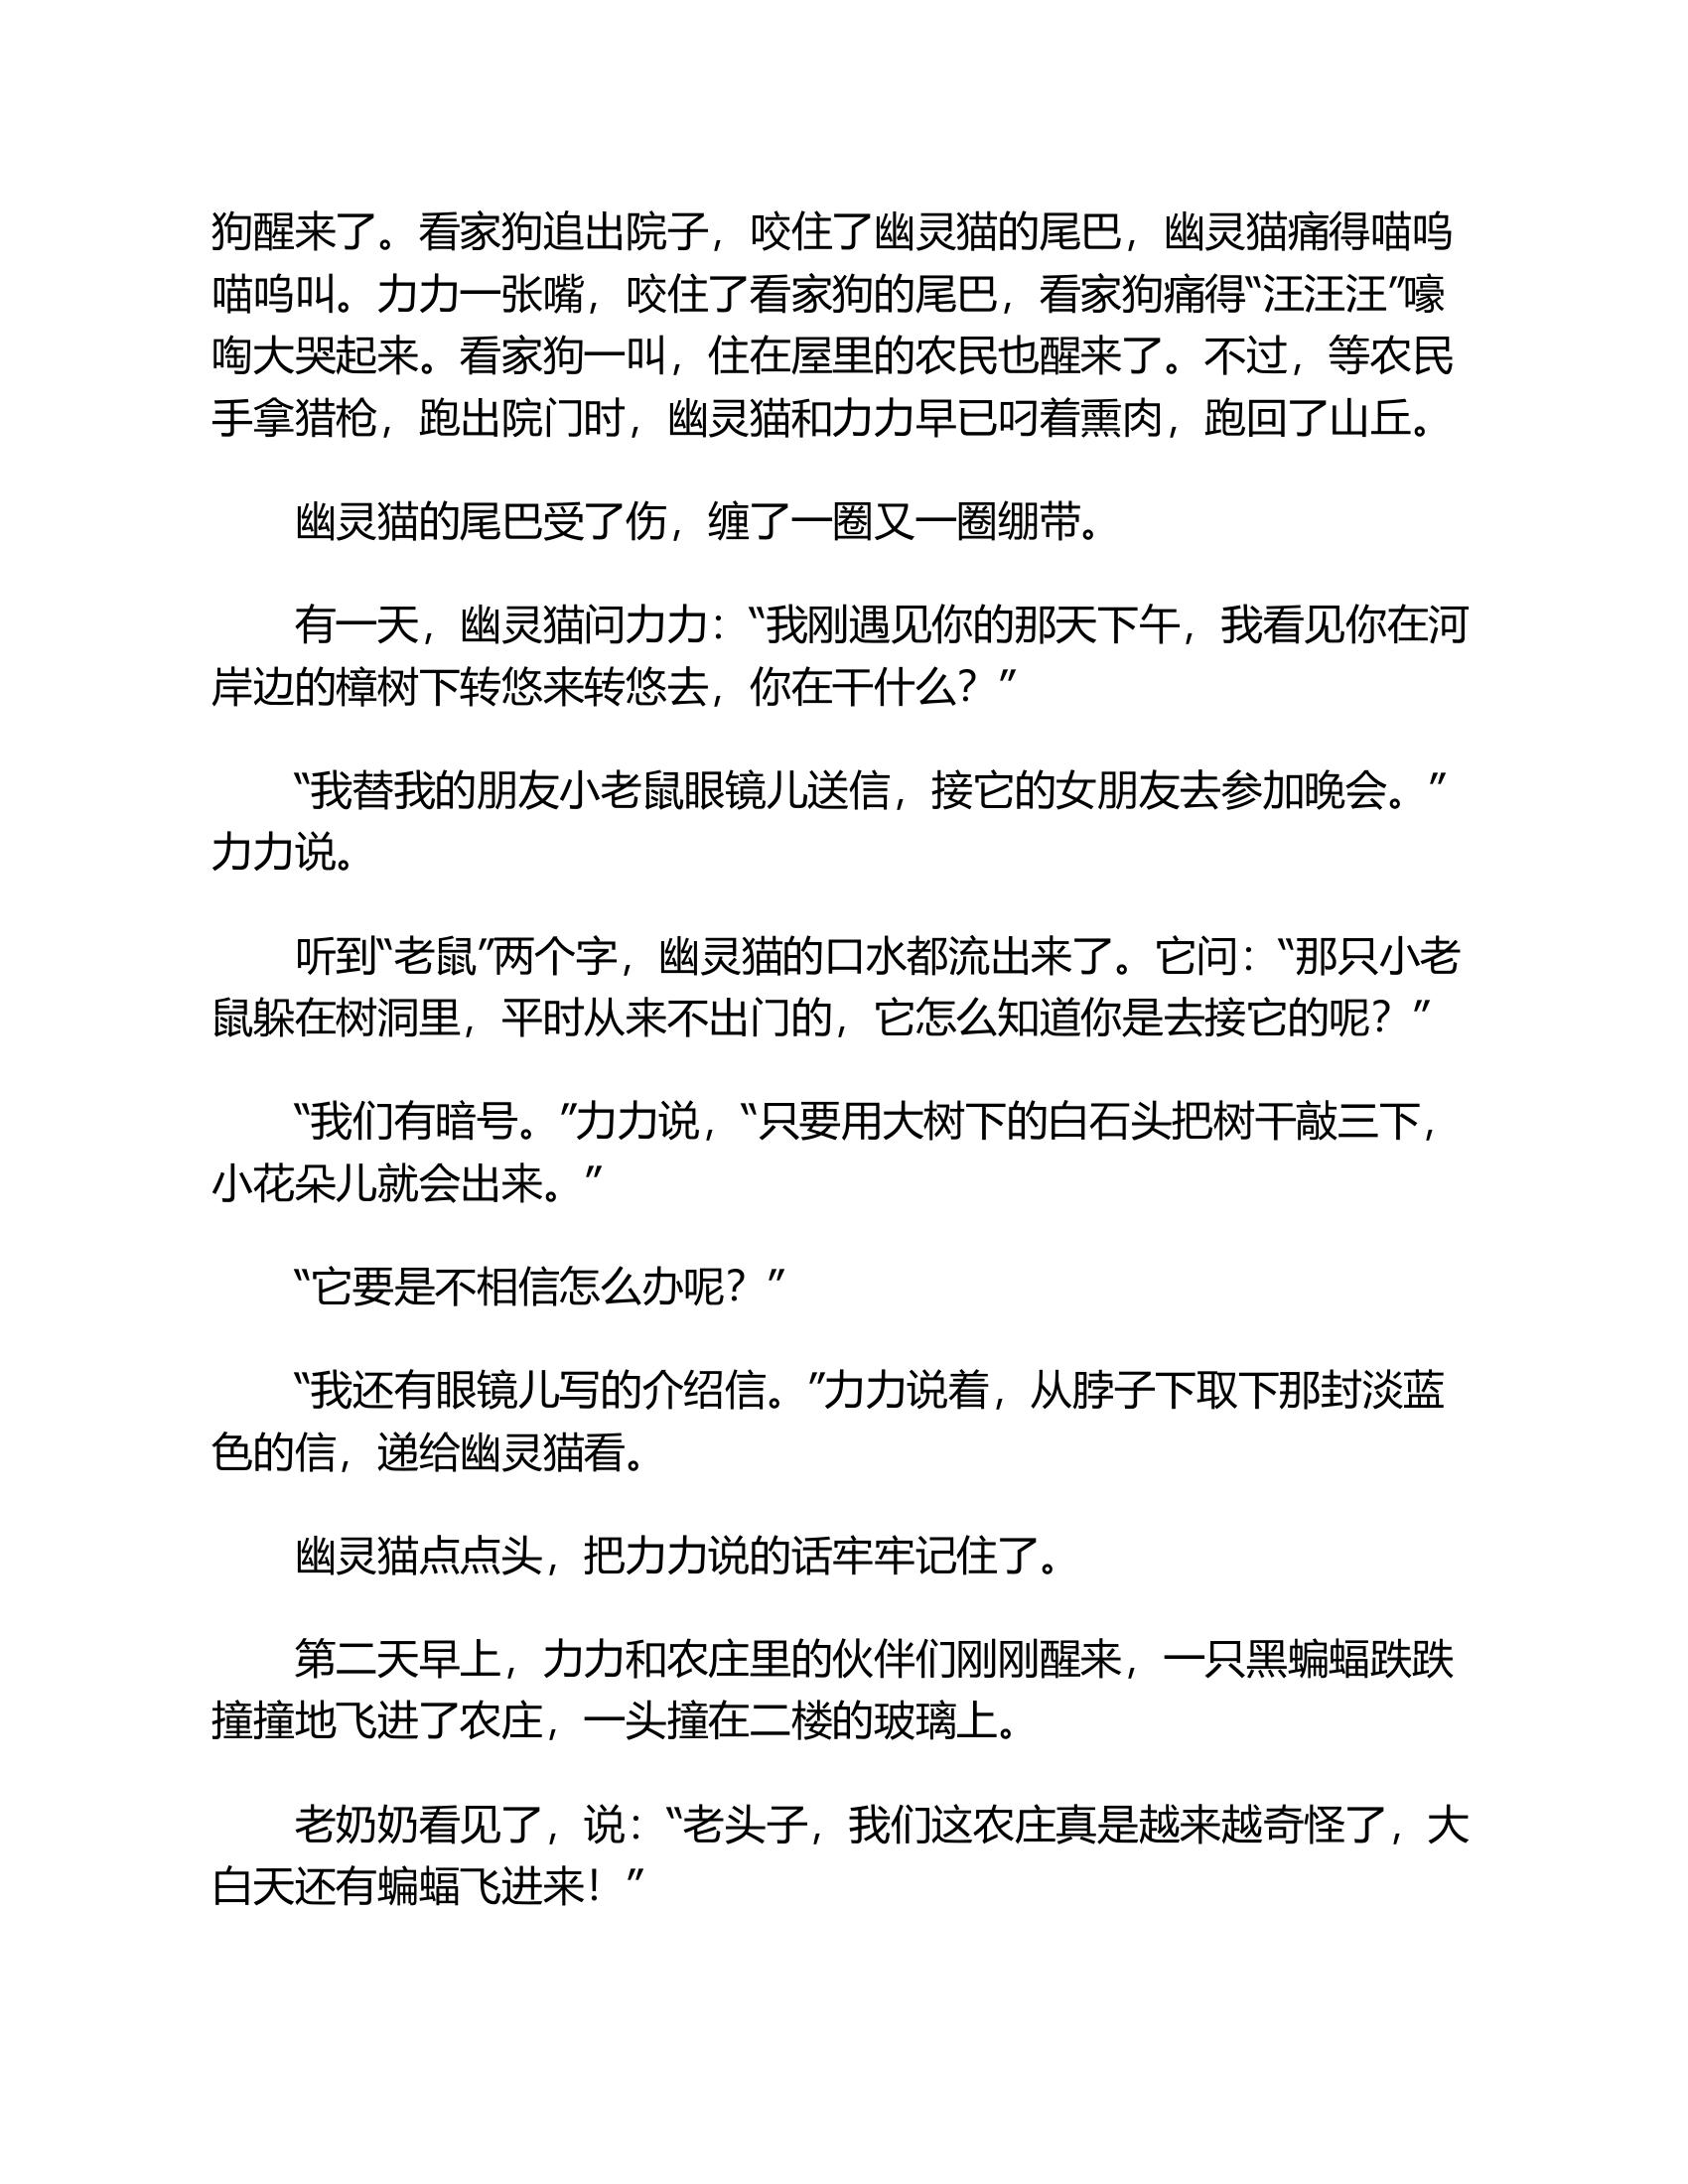 狗醒来了。看家狗追出院子，咬住了幽灵猫的尾巴，幽灵猫痛得喵呜
喵呜叫。力力一张嘴，咬住了看家狗的尾巴，看家狗痛得“汪汪汪”嚎
啕大哭起来。看家狗一叫，住在屋里的农民也醒来了。不过，等农民
手拿猎枪，跑出院门时，幽灵猫和力力早已叼着熏肉，跑回了山丘。
幽灵猫的尾巴受了伤，缠了一圈又一圈绷带。
有一天，幽灵猫问力力：“我刚遇见你的那天下午，我看见你在河
岸边的樟树下转悠来转悠去，你在干什么？”
“我替我的朋友小老鼠眼镜儿送信，接它的女朋友去参加晚会。”
力力说。
听到“老鼠”两个字，幽灵猫的口水都流出来了。它问：“那只小老
鼠躲在树洞里，平时从来不出门的，它怎么知道你是去接它的呢？”
“我们有暗号。”力力说，“只要用大树下的白石头把树干敲三下，
小花朵儿就会出来。”
“它要是不相信怎么办呢？”
“我还有眼镜儿写的介绍信。”力力说着，从脖子下取下那封淡蓝
色的信，递给幽灵猫看。
幽灵猫点点头，把力力说的话牢牢记住了。
第二天早上，力力和农庄里的伙伴们刚刚醒来，一只黑蝙蝠跌跌
撞撞地飞进了农庄，一头撞在二楼的玻璃上。
老奶奶看见了，说：“老头子，我们这农庄真是越来越奇怪了，大
白天还有蝙蝠飞进来！”